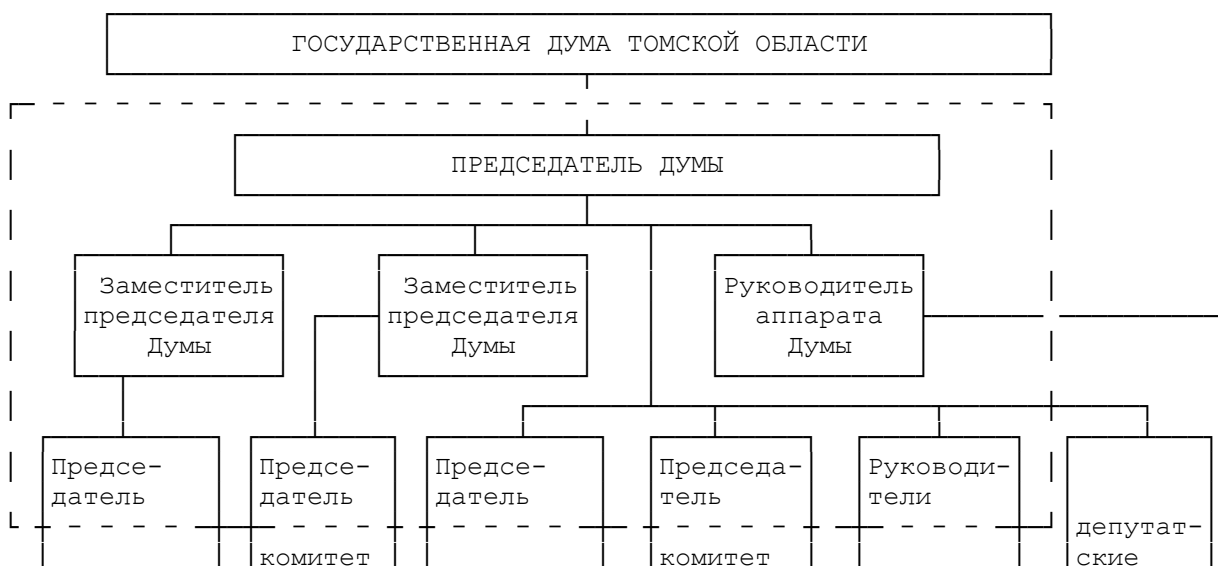 ГОСУДАРСТВЕННАЯ ДУМА ТОМСКОЙ ОБЛАСТИ
ПРЕДСЕДАТЕЛЬ ДУМЫ
Заместитель
председателя
Думы
Заместитель
председателя
Думы
Руководитель
аппарата
Думы
Предсе-
датель
Предсе-
датель
комитет
Предсе-
датель
Председа-
тель
комитет
Руководи-
тели
депутат-
ские